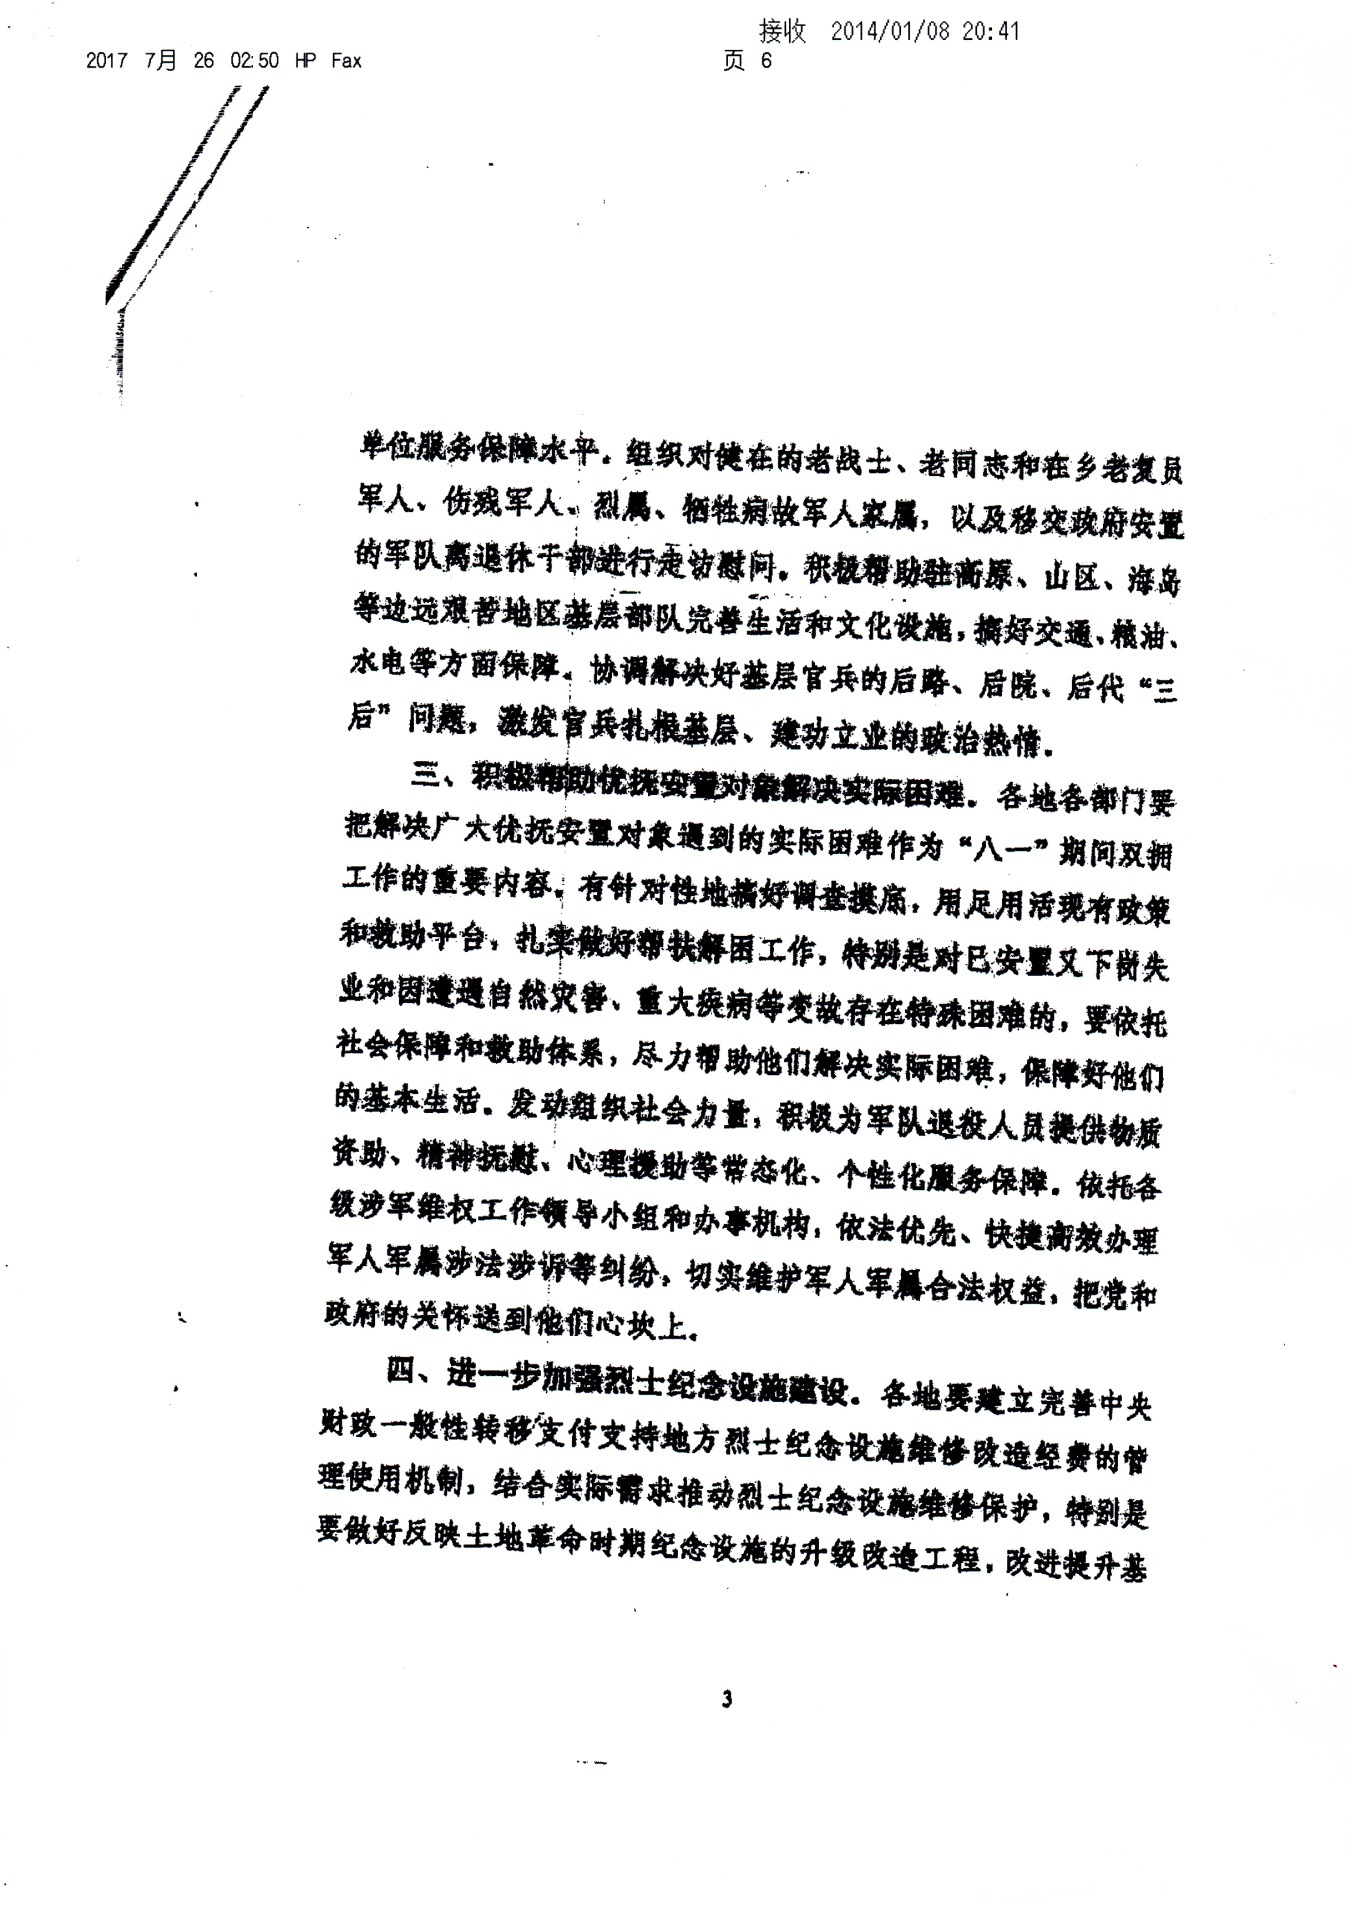 接收 2014/01/08 20:41
2017 7月 26 02:50 HP Fax 页 6
单位服务保障水平。组织对健在的老战士、老同志和在乡老复员
军人、伤残军人、烈属、牺牲病故军人家属，以及移交政府安置
的军队离退休干部进行走访慰问。积极帮助驻高原、山区、海岛
等边远艰苦地区基层部队完善生活和文化设施，搞好交通、粮油、
水电等方面保障。协调解决好基层官兵的后路、后院、后代“三
后”问题，激发官兵扎根基层、建功立业的政治热情。
三、积极帮助优抚安置对象解决实际困难。各地各部门要
把解决广大优抚安置对象遇到的实际困难作为“八一”期间双拥
工作的重要内容。有针对性地搞好调查摸底，用足用活现有政策
和救助平台，扎实做好帮扶解困工作，特别是对已安置又下岗失
业和因遭遇自然灾害、重大疾病等变故存在特殊困难的，要依托
社会保障和救助体系，尽力帮助他们解决实际困难，保障好他们
的基本生活。发动组织社会力量，积极为军队退役人员提供物质
资助、精神抚慰、心理援助等常态化、个性化服务保障。依托各
级涉军维权工作领导小组和办事机构，依法优先、快捷高效办理
军人军属涉法涉诉等纠纷，切实维护军人军属合法权益，把党和
政府的关怀送到他们心坎上。
四、进一步加强烈士纪念设施建设。各地要建立完善中央
财政一般性转移支付支持地方烈士纪念设施维修改造经费的管
理使用机制，结合实际需求推动烈士纪念设施维修保护，特别是
要做好反映土地革命时期纪念设施的升级改造工程，改进提升基
3